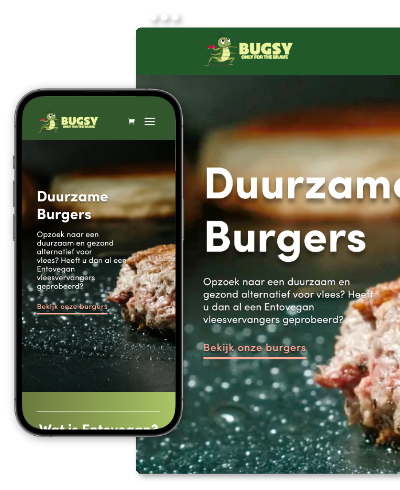 BUGSY
ONLY FOR THE BRAVE
Duurzame
Burgers
Opzoek naar een duurzaam en
gezond alternatief voor vlees? Heeft
u dan al een Entovegan
vleesvervangers geprobeerd?
Bekijk onze burgers
BUGSY
ONLY FOR THE BRAVE
Duurzame
Burgers
Opzoek naar een
duurzaam en gezond
alternatief voor
vlees? Heeft u dan al een
Entovegan
vleesvervangers
geprobeerd?
Bekijk onze burgers
Wat is Entovegan?